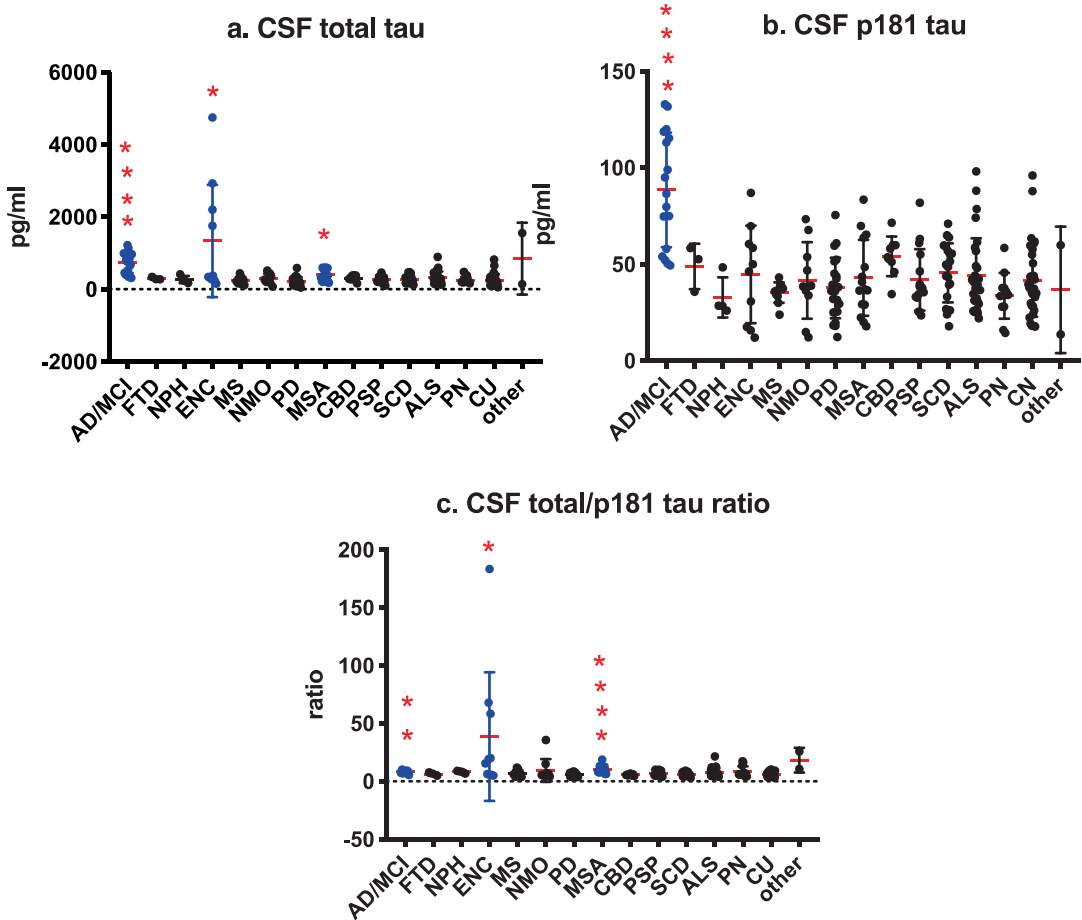 a. CSF total tau
6000
4000
2000
0
-2000
pg/ml
*
*
*
*
*
*
AD/MCI
FTD
NPH
ENC
MS
NMO
PD
MSA
CBD
PSP
SCD
ALS
PN
CU
other
b. CSF p181 tau
150
100
50
0
pg/ml
*
*
*
*
AD/MCI
FTD
NPH
ENC
MS
NMO
PD
MSA
CBD
PSP
SCD
ALS
PN
CN
other
c. CSF total/p181 tau ratio
200
150
100
50
0
-50
ratio
*
*
*
*
*
*
*
AD/MCI
FTD
NPH
ENC
MS
NMO
PD
MSA
CBD
PSP
SCD
ALS
PN
CU
other